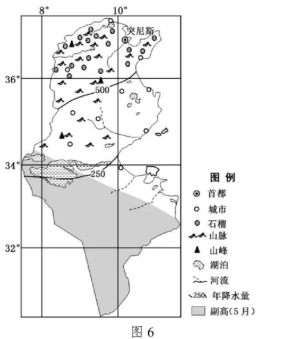 8° 10°
突尼斯
36°
500
34°
250
32°
图例
首都
城市
石榴
山脉
山峰
湖泊
河流
250 年降水量
副高(5月)
图 6